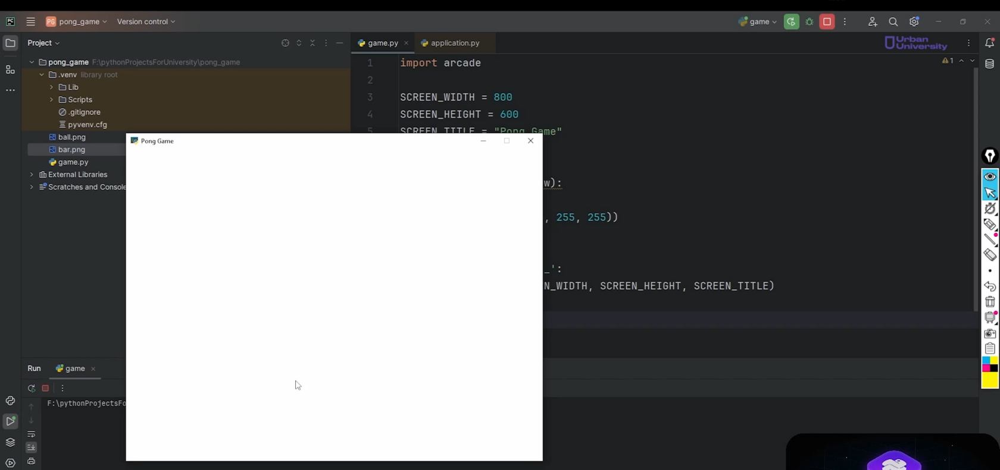 PC PG pong_game Version control game
Project game.py application.py Urban University
pong_game F:\pythonProjectsForUniversity\pong_game
.venv library root
Lib
Scripts
.gitignore
pyvenv.cfg
ball.png
bar.png
game.py
External Libraries
Scratches and Console
1 import arcade 1
2
3 SCREEN_WIDTH = 800
4 SCREEN_HEIGHT = 600
5 SCREEN_TITLE = "Pong Game"
Pong Game
w):
, 255, 255))
_':
N_WIDTH, SCREEN_HEIGHT, SCREEN_TITLE)
Run game
F:\pythonProjectsFo